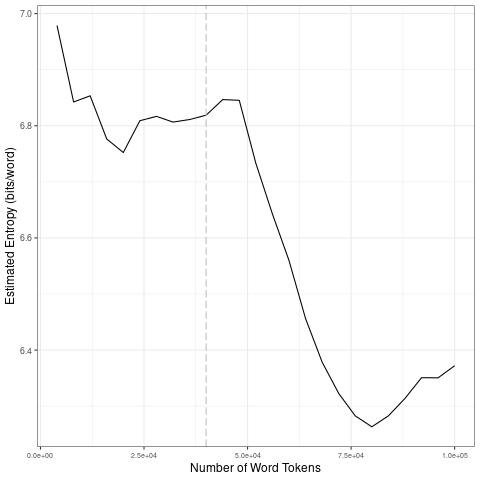 Estimated Entropy (bits/word)
7.0
6.8
6.6
6.4
0.0e+00 2.5e+04 5.0e+04 7.5e+04 1.0e+05
Number of Word Tokens